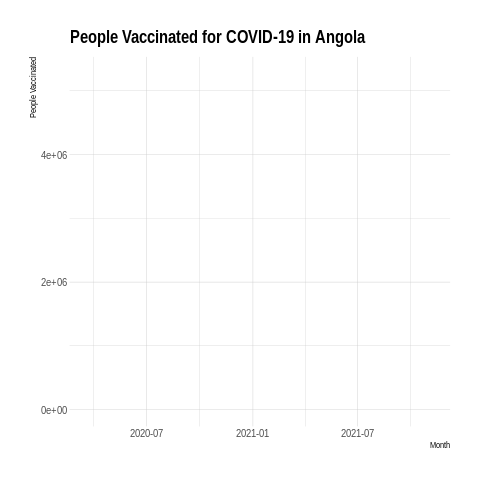 People Vaccinated for COVID-19 in Angola
People Vaccinated
4e+06
2e+06
0e+00
2020-07 2021-01 2021-07
Month